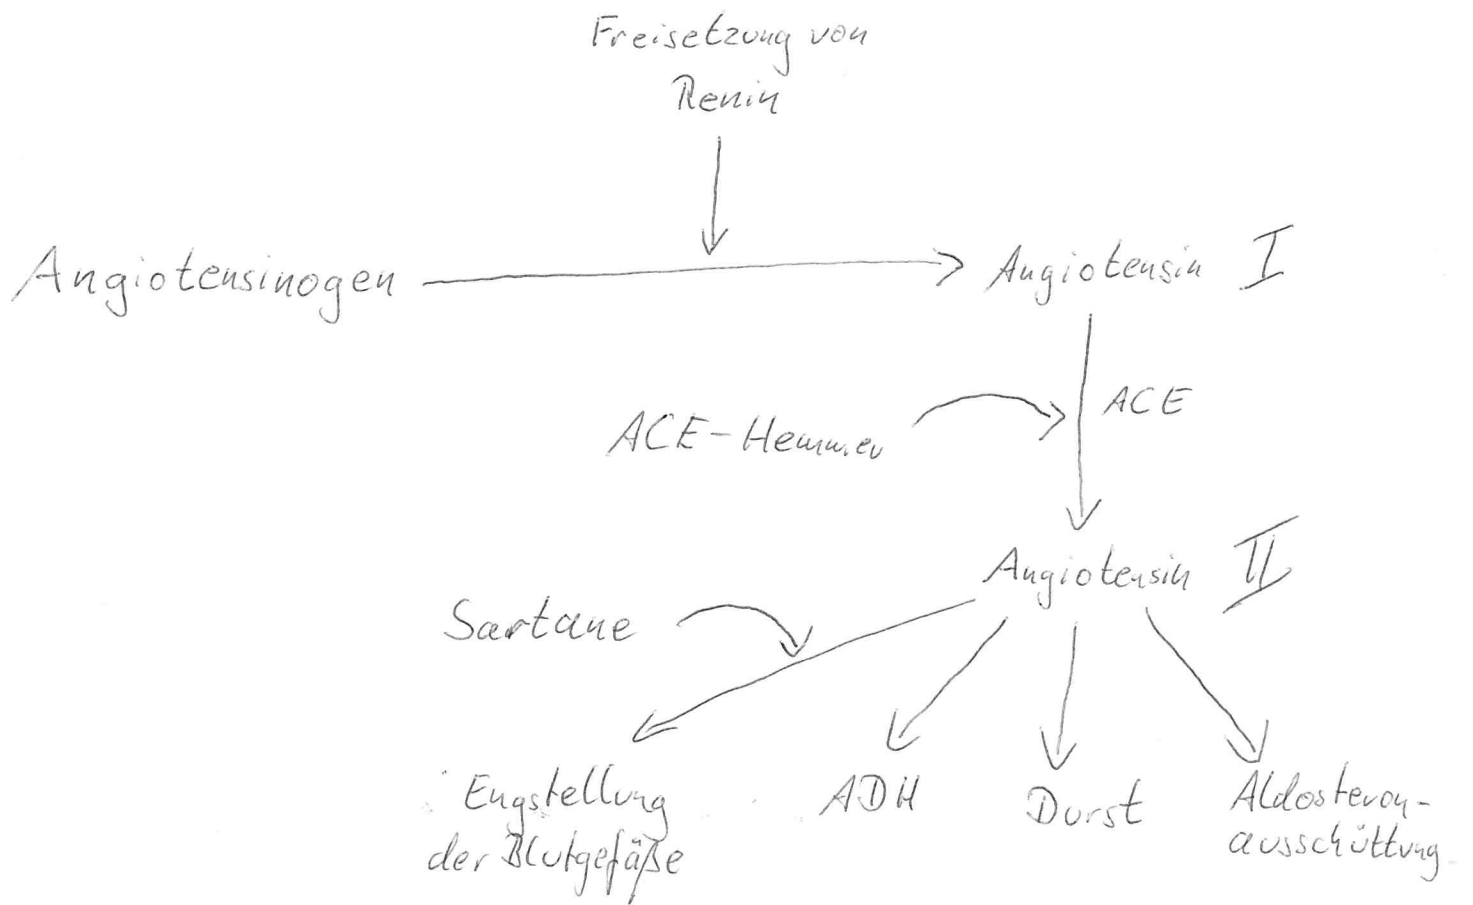 Freisetzung von
Renin
Angiotensinogen
Angiotensin I
ACE
ACE-Hemmer
Angiotensin II
Sartane
Engstellung
der Blutgefäße
ADH
Durst
Aldosteron-
ausschüttung